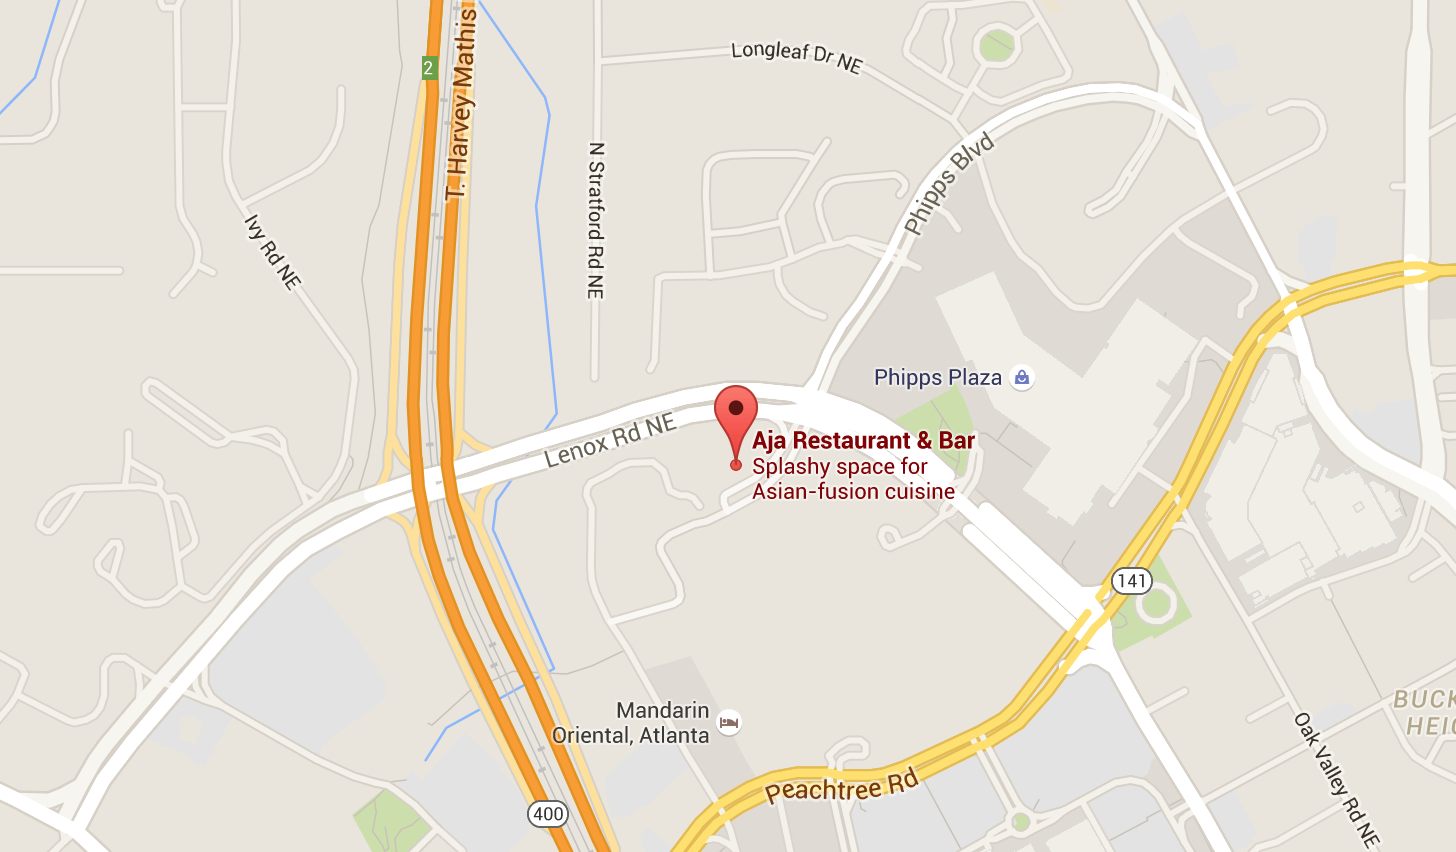 Longleaf Dr NE
2
T. Harvey Mathis
N Stratford Rd NE
Phipps Blvd
Ivy Rd NE
Phipps Plaza
Lenox Rd NE
Aja Restaurant & Bar
Splashy space for
Asian-fusion cuisine
141
Mandarin
Oriental, Atlanta
BUCK
HEIG
Oak Valley Rd NE
Peachtree Rd
400